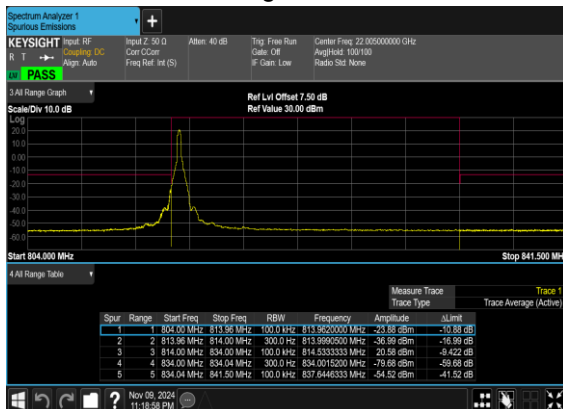 Spectrum Analyzer 1
Spurious Emissions
KEYSIGHT Input: RF Input Z: 50 Ω Atten: 40 dB Trig: Free Run Center Freq: 22.005000000 GHz
R T Coupling: DC Corr CCorr Gate: Off Avg|Hold: 100/100
Align: Auto Freq Ref: Int (S) IF Gain: Low Radio Std: None
PASS
3 All Range Graph
Ref Lvl Offset 7.50 dB
Scale/Div 10.0 dB Ref Value 30.00 dBm
Log
20.0
10.0
0.00
-10.0
-20.0
-30.0
-40.0
-50.0
-60.0
Start 804.000 MHz Stop 841.500 MH
4 All Range Table
Measure Trace Trace 1
Trace Type Trace Average (Active)
Spur Range Start Freq Stop Freq RBW Frequency Amplitude ΔLimit
1 1 804.00 MHz 813.96 MHz 100.0 kHz 813.9620000 MHz -23.88 dBm -10.88 dB
2 2 813.96 MHz 814.00 MHz 300.0 Hz 813.9990500 MHz -36.99 dBm -16.99 dB
3 3 814.00 MHz 834.00 MHz 100.0 kHz 814.5333333 MHz 20.58 dBm -9.422 dB
4 4 834.00 MHz 834.04 MHz 300.0 Hz 834.0015200 MHz -79.68 dBm -59.68 dB
5 5 834.04 MHz 841.50 MHz 100.0 kHz 837.6446333 MHz -54.52 dBm -41.52 dB
Nov 09, 2024
11:18:58 PM